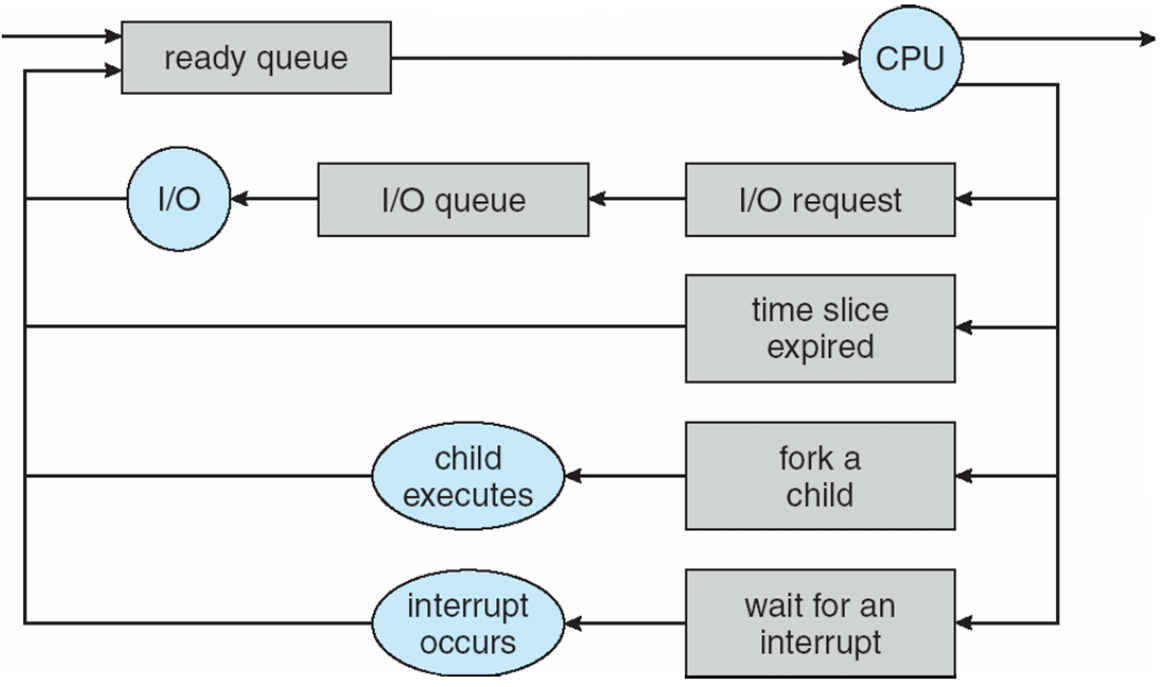 ready queue
CPU
I/O
I/O queue
I/O request
time slice
expired
child
executes
fork a
child
interrupt
occurs
wait for an
interrupt